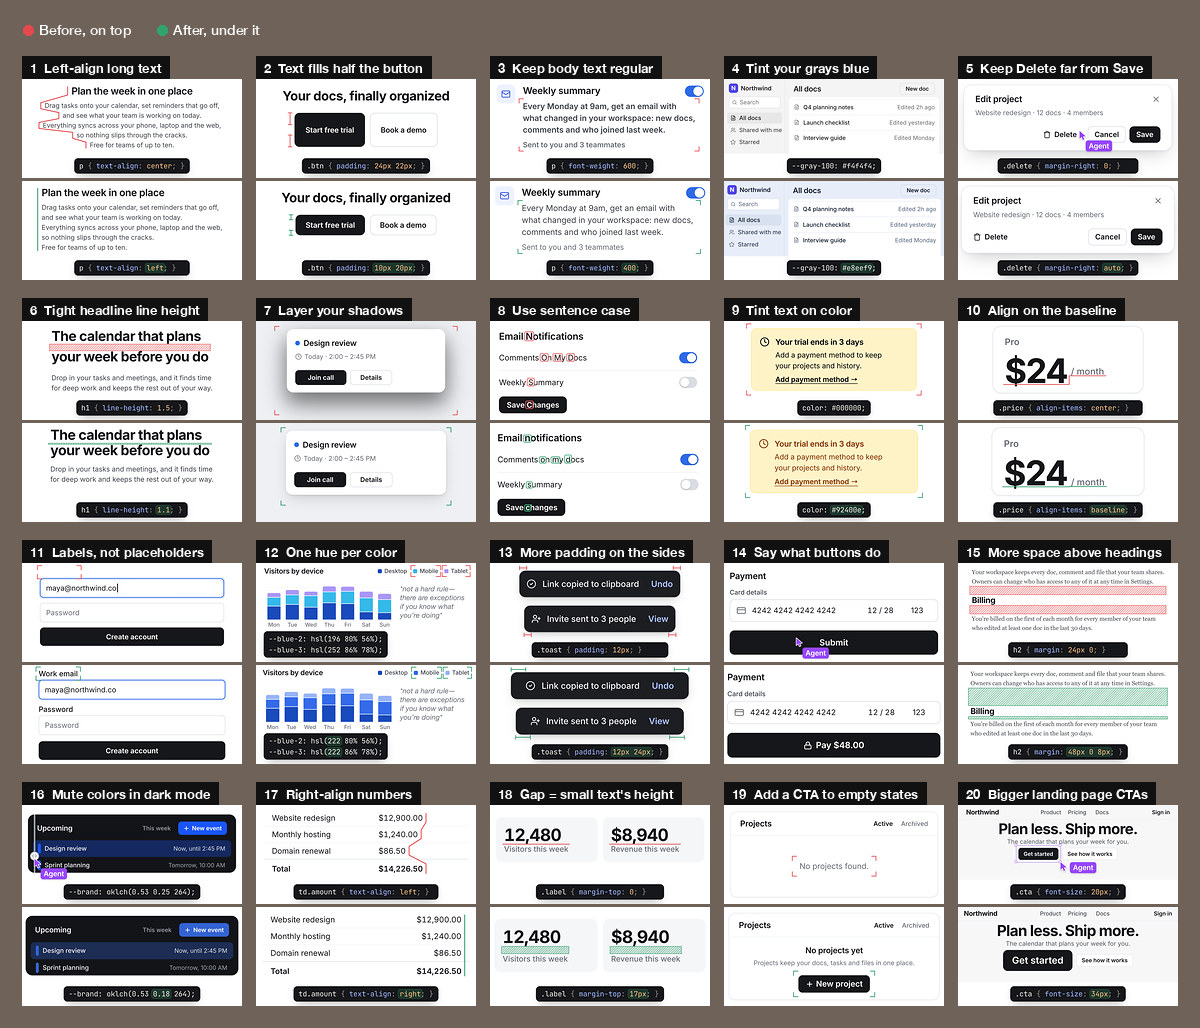 Before, on top
After, under it
1 Left-align long text
Plan the week in one place
Drag tasks onto your calendar, set reminders that go off,
and see what your team is working on today.
Everything syncs across your phone, laptop and the web,
so nothing slips through the cracks.
Free for teams of up to ten.
p { text-align: center; }
Plan the week in one place
Drag tasks onto your calendar, set reminders that go off,
and see what your team is working on today.
Everything syncs across your phone, laptop and the web,
so nothing slips through the cracks.
Free for teams of up to ten.
p { text-align: left; }
2 Text fills half the button
Your docs, finally organized
Start free trial
Book a demo
.btn { padding: 24px 22px; }
Your docs, finally organized
Start free trial
Book a demo
.btn { padding: 10px 20px; }
3 Keep body text regular
Weekly summary
Every Monday at 9am, get an email with
what changed in your workspace: new docs,
comments and who joined last week.
Sent to you and 3 teammates
p { font-weight: 600; }
Weekly summary
Every Monday at 9am, get an email with
what changed in your workspace: new docs,
comments and who joined last week.
Sent to you and 3 teammates
p { font-weight: 400; }
4 Tint your grays blue
N Northwind
Search
All docs
Shared with me
Starred
All docs
New doc
Q4 planning notes Edited 2h ago
Launch checklist Edited yesterday
Interview guide Edited Monday
--gray-100: #f4f4f4;
N Northwind
Search
All docs
Shared with me
Starred
All docs
New doc
Q4 planning notes Edited 2h ago
Launch checklist Edited yesterday
Interview guide Edited Monday
--gray-100: #e8eef9;
5 Keep Delete far from Save
Edit project
Website redesign · 12 docs · 4 members
Delete Cancel Save
Agent
.delete { margin-right: 0; }
Edit project
Website redesign · 12 docs · 4 members
Delete Cancel Save
.delete { margin-right: auto; }
6 Tight headline line height
The calendar that plans
your week before you do
Drop in your tasks and meetings, and it finds time
for deep work and keeps the rest out of your way.
h1 { line-height: 1.5; }
The calendar that plans
your week before you do
Drop in your tasks and meetings, and it finds time
for deep work and keeps the rest out of your way.
h1 { line-height: 1.1; }
7 Layer your shadows
Design review
Today · 2:00 – 2:45 PM
Join call
Details
Design review
Today · 2:00 – 2:45 PM
Join call
Details
8 Use sentence case
Email Notifications
Comments On My Docs
Weekly Summary
Save Changes
Email notifications
Comments on my docs
Weekly summary
Save changes
9 Tint text on color
Your trial ends in 3 days
Add a payment method to keep
your projects and history.
Add payment method →
color: #000000;
Your trial ends in 3 days
Add a payment method to keep
your projects and history.
Add payment method →
color: #92400e;
10 Align on the baseline
Pro
$24 / month
.price { align-items: center; }
Pro
$24 / month
.price { align-items: baseline; }
11 Labels, not placeholders
maya@northwind.co
Password
Create account
Work email
maya@northwind.co
Password
Password
Create account
12 One hue per color
Visitors by device
Desktop Mobile Tablet
"not a hard rule—
there are exceptions
if you know what
you're doing"
Mon Tue Wed Thu Fri Sat Sun
--blue-2: hsl(196 80% 56%);
--blue-3: hsl(252 86% 78%);
Visitors by device
Desktop Mobile Tablet
"not a hard rule—
there are exceptions
if you know what
you're doing"
Mon Tue Wed Thu Fri Sat Sun
--blue-2: hsl(222 80% 56%);
--blue-3: hsl(222 86% 78%);
13 More padding on the sides
Link copied to clipboard Undo
Invite sent to 3 people View
.toast { padding: 12px; }
Link copied to clipboard Undo
Invite sent to 3 people View
.toast { padding: 12px 24px; }
14 Say what buttons do
Payment
Card details
4242 4242 4242 4242 12 / 28 123
Submit
Agent
Payment
Card details
4242 4242 4242 4242 12 / 28 123
Pay $48.00
15 More space above headings
Your workspace keeps every doc, comment and file that your team shares.
Owners can change who has access to any of it at any time in Settings.
Billing
You're billed on the first of each month for every member of your team
who edited at least one doc in the last 30 days.
h2 { margin: 24px 0; }
Your workspace keeps every doc, comment and file that your team shares.
Owners can change who has access to any of it at any time in Settings.
Billing
You're billed on the first of each month for every member of your team
who edited at least one doc in the last 30 days.
h2 { margin: 48px 0 8px; }
16 Mute colors in dark mode
Upcoming This week + New event
Design review Now, until 2:45 PM
Sprint planning Tomorrow, 10:00 AM
Agent
--brand: oklch(0.53 0.25 264);
Upcoming This week + New event
Design review Now, until 2:45 PM
Sprint planning Tomorrow, 10:00 AM
--brand: oklch(0.53 0.18 264);
17 Right-align numbers
Website redesign $12,900.00
Monthly hosting $1,240.00
Domain renewal $86.50
Total $14,226.50
td.amount { text-align: left; }
Website redesign $12,900.00
Monthly hosting $1,240.00
Domain renewal $86.50
Total $14,226.50
td.amount { text-align: right; }
18 Gap = small text's height
12,480
Visitors this week
$8,940
Revenue this week
.label { margin-top: 0; }
12,480
Visitors this week
$8,940
Revenue this week
.label { margin-top: 17px; }
19 Add a CTA to empty states
Projects Active Archived
No projects found.
Projects Active Archived
No projects yet
Projects keep your docs, tasks and files in one place.
+ New project
20 Bigger landing page CTAs
Northwind Product Pricing Docs Sign in
Plan less. Ship more.
The calendar that plans your week for you.
Get started See how it works
Agent
.cta { font-size: 20px; }
Northwind Product Pricing Docs Sign in
Plan less. Ship more.
The calendar that plans your week for you.
Get started See how it works
.cta { font-size: 34px; }